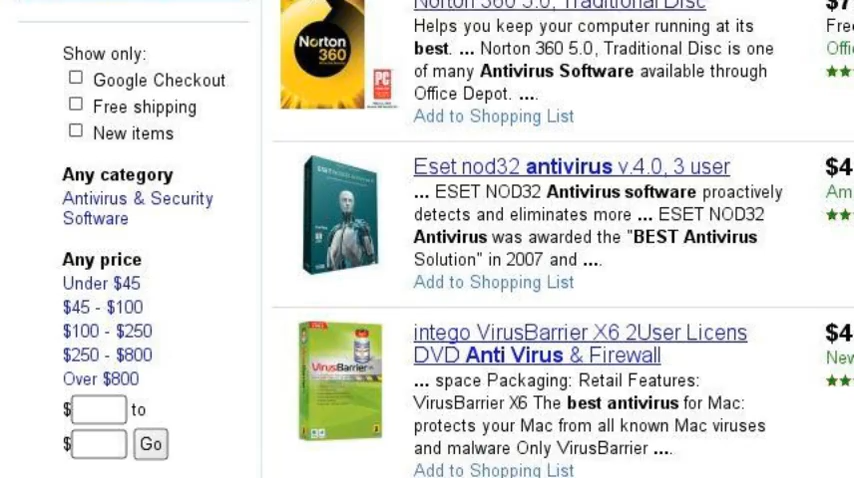 Show only:
Google Checkout
Free shipping
New items
Any category
Antivirus & Security
Software
Any price
Under $45
$45 - $100
$100 - $250
$250 - $800
Over $800
$ to
$ Go
Norton
360
PC
Norton 360 5.0, Traditional Disc
Helps you keep your computer running at its
best. ... Norton 360 5.0, Traditional Disc is one
of many Antivirus Software available through
Office Depot. ....
Add to Shopping List
Eset nod32 antivirus v.4.0, 3 user
... ESET NOD32 Antivirus software proactively
detects and eliminates more ... ESET NOD32
Antivirus was awarded the "BEST Antivirus
Solution" in 2007 and ....
Add to Shopping List
VirusBarrier
intego VirusBarrier X6 2User Licens
DVD Anti Virus & Firewall
... space Packaging: Retail Features:
VirusBarrier X6 The best antivirus for Mac:
protects your Mac from all known Mac viruses
and malware Only VirusBarrier ....
Add to Shopping List
$4
Am
$4
New